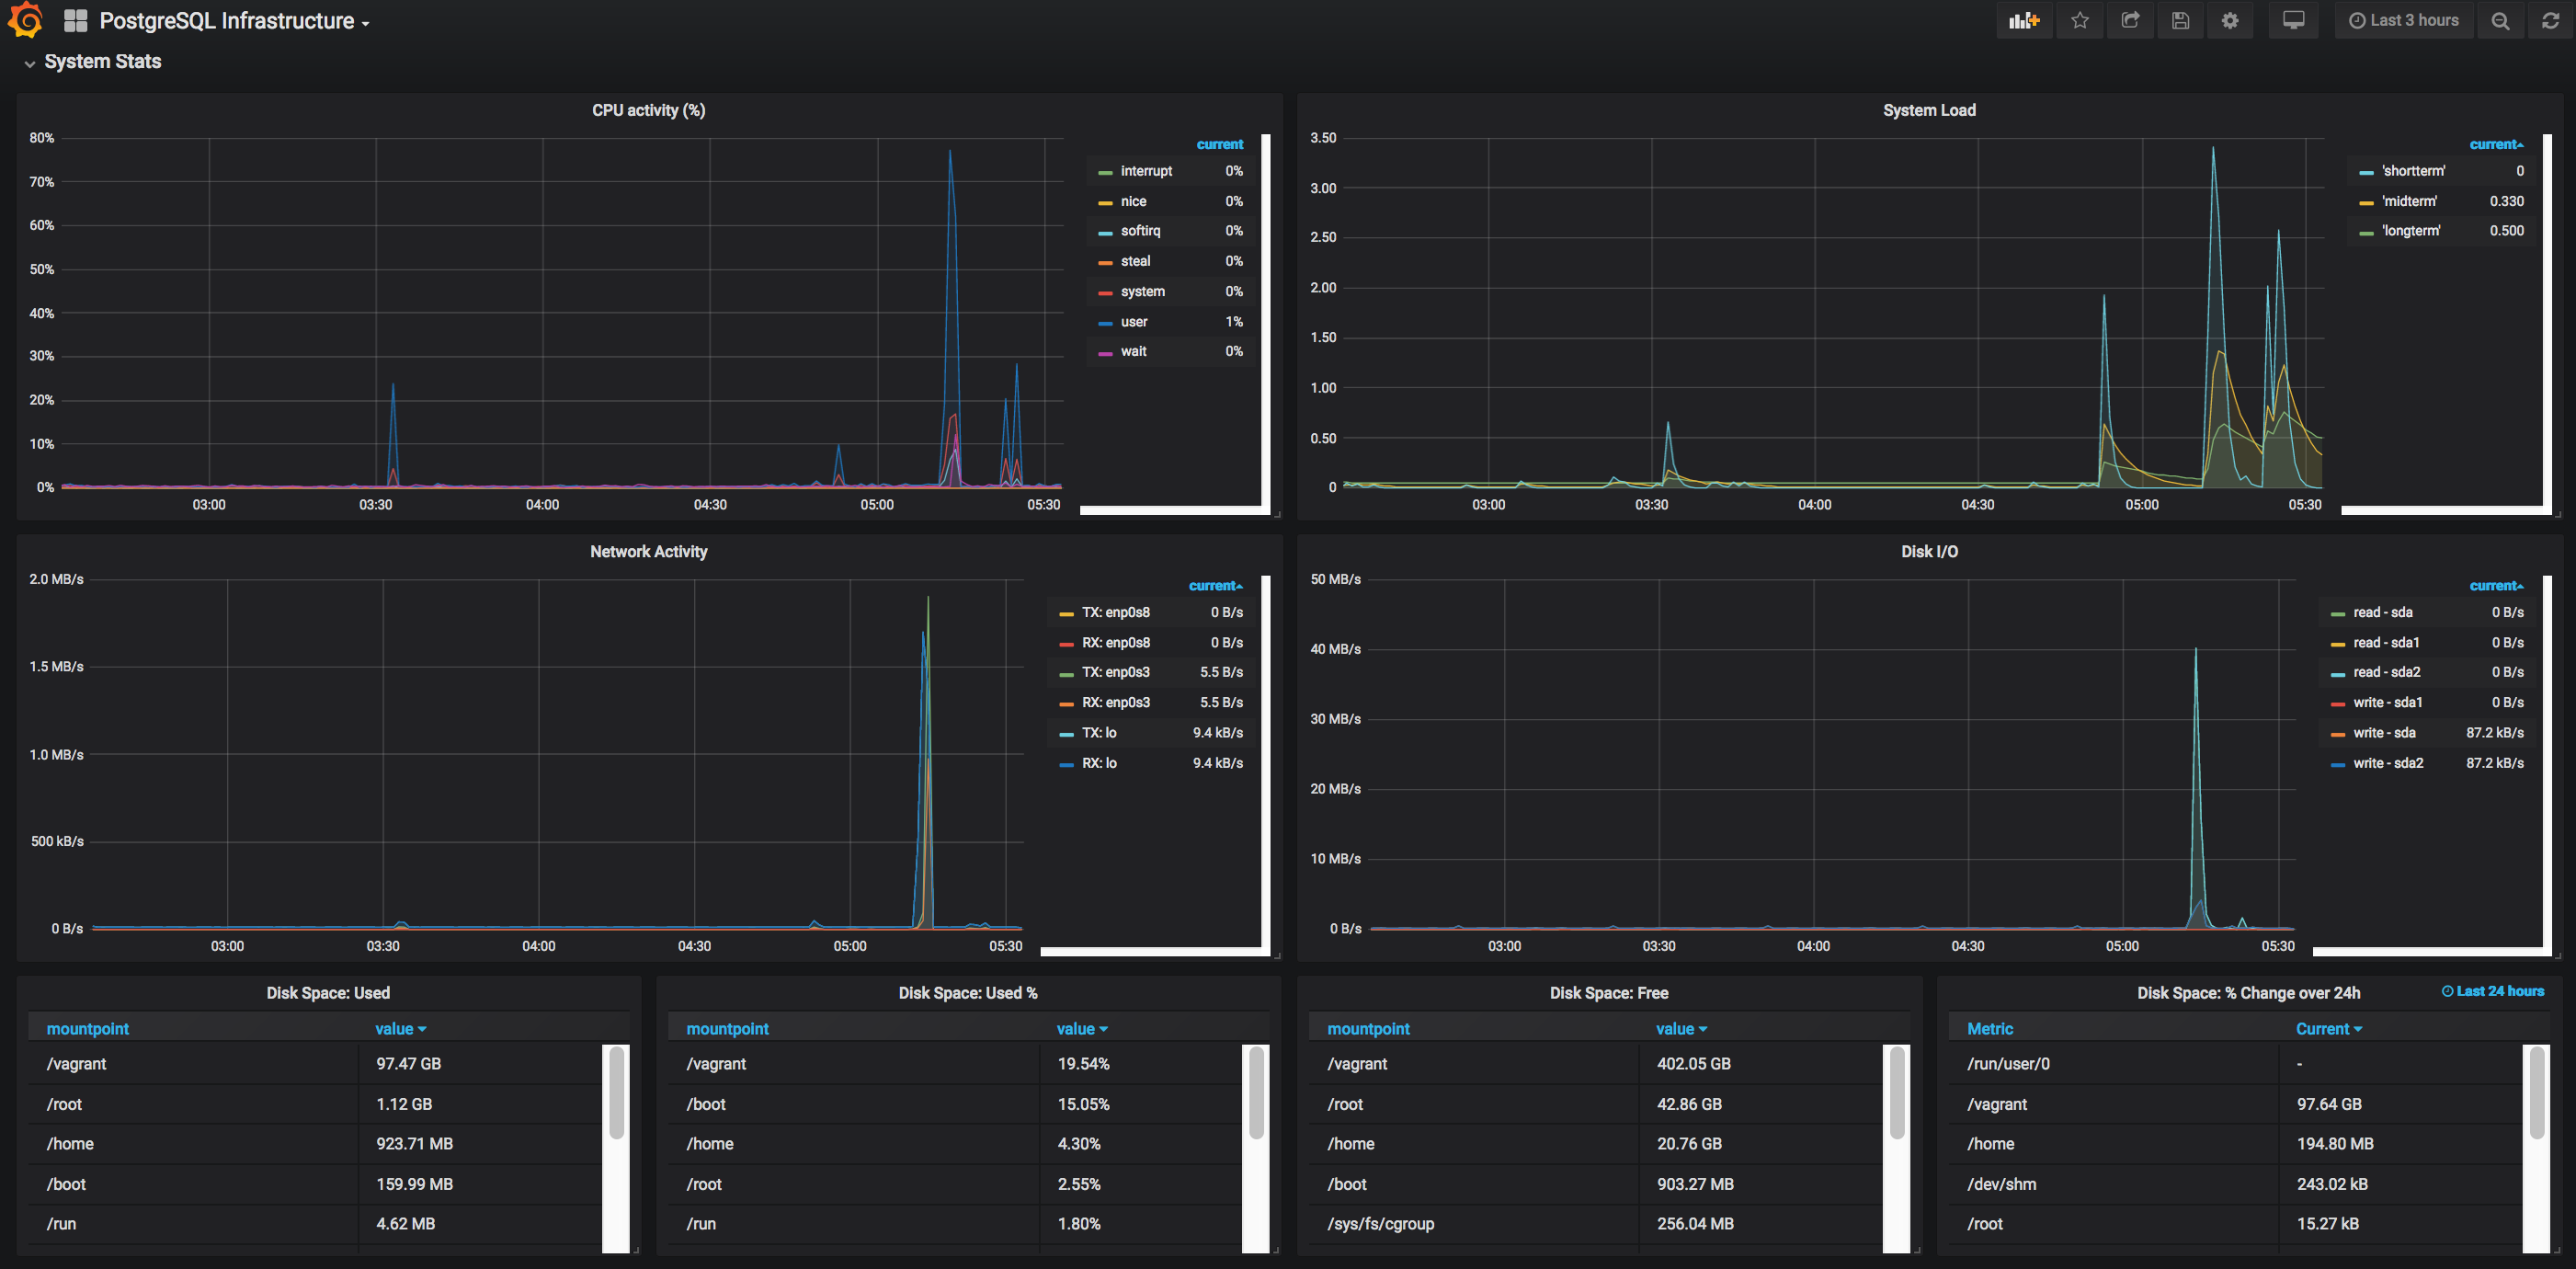 PostgreSQL Infrastructure
Last 3 hours
System Stats
CPU activity (%)
80%
70%
60%
50%
40%
30%
20%
10%
0%
03:00 03:30 04:00 04:30 05:00 05:30
current
interrupt 0%
nice 0%
softirq 0%
steal 0%
system 0%
user 1%
wait 0%
System Load
3.50
3.00
2.50
2.00
1.50
1.00
0.50
0
03:00 03:30 04:00 04:30 05:00 05:30
current
'shortterm' 0
'midterm' 0.330
'longterm' 0.500
Network Activity
2.0 MB/s
1.5 MB/s
1.0 MB/s
500 kB/s
0 B/s
03:00 03:30 04:00 04:30 05:00 05:30
current
TX: enp0s8 0 B/s
RX: enp0s8 0 B/s
TX: enp0s3 5.5 B/s
RX: enp0s3 5.5 B/s
TX: lo 9.4 kB/s
RX: lo 9.4 kB/s
Disk I/O
50 MB/s
40 MB/s
30 MB/s
20 MB/s
10 MB/s
0 B/s
03:00 03:30 04:00 04:30 05:00 05:30
current
read - sda 0 B/s
read - sda1 0 B/s
read - sda2 0 B/s
write - sda1 0 B/s
write - sda 87.2 kB/s
write - sda2 87.2 kB/s
Disk Space: Used
mountpoint value
/vagrant 97.47 GB
/root 1.12 GB
/home 923.71 MB
/boot 159.99 MB
/run 4.62 MB
Disk Space: Used %
mountpoint value
/vagrant 19.54%
/boot 15.05%
/home 4.30%
/root 2.55%
/run 1.80%
Disk Space: Free
mountpoint value
/vagrant 402.05 GB
/root 42.86 GB
/home 20.76 GB
/boot 903.27 MB
/sys/fs/cgroup 256.04 MB
Disk Space: % Change over 24h
Last 24 hours
Metric Current
/run/user/0 -
/vagrant 97.64 GB
/home 194.80 MB
/dev/shm 243.02 kB
/root 15.27 kB